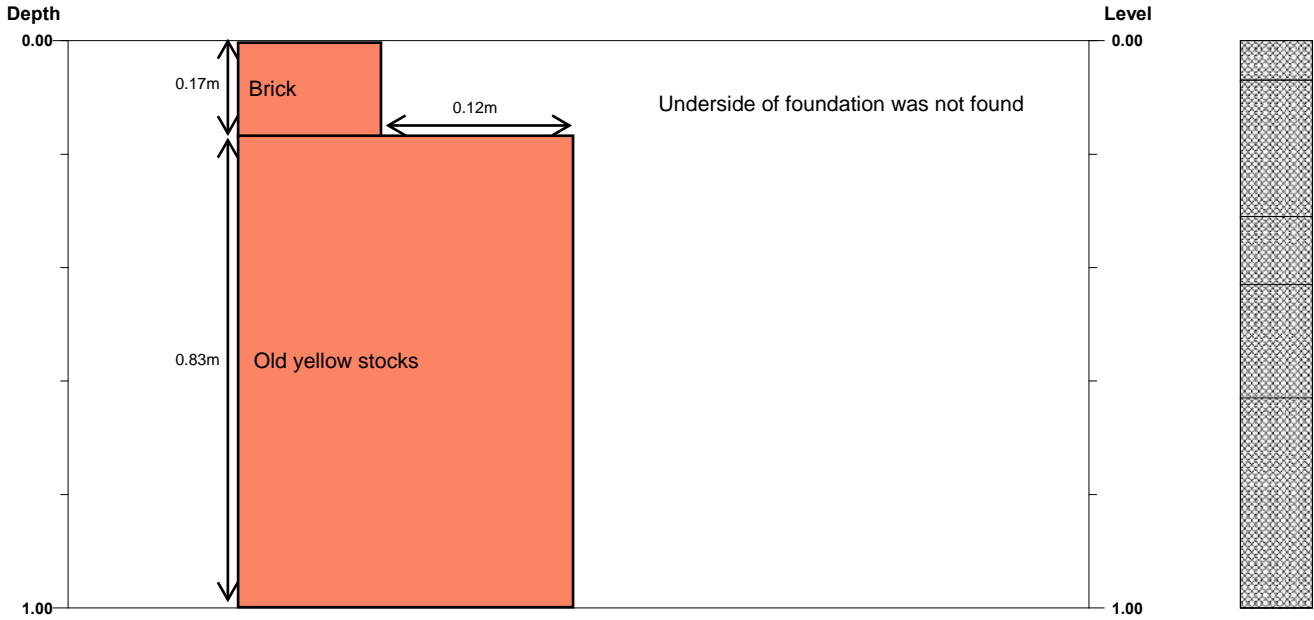 Depth
Level
0.00
0.00
0.17m
Brick
0.12m
Underside of foundation was not found
0.83m
Old yellow stocks
1.00
1.00